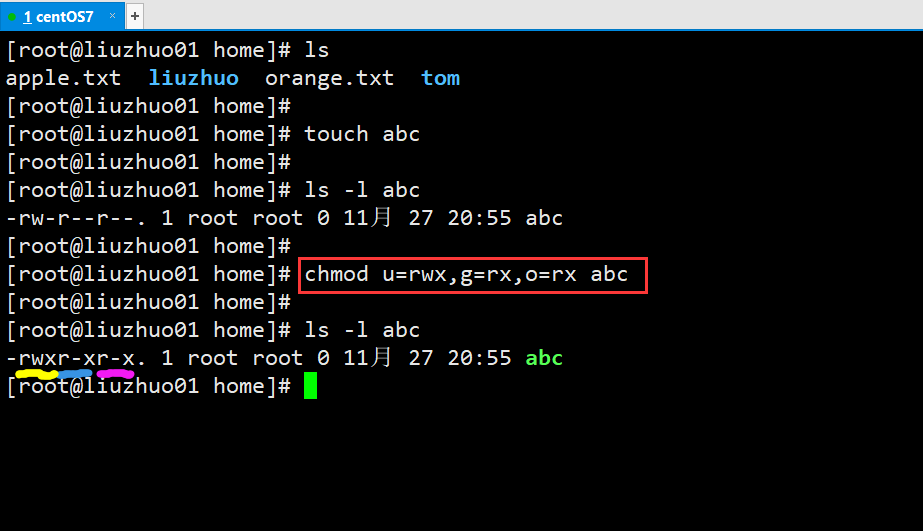 1 centOS7 × +
[root@liuzhuo01 home]# ls
apple.txt  liuzhuo  orange.txt  tom
[root@liuzhuo01 home]#
[root@liuzhuo01 home]# touch abc
[root@liuzhuo01 home]#
[root@liuzhuo01 home]# ls -l abc
-rw-r--r--. 1 root root 0 11月 27 20:55 abc
[root@liuzhuo01 home]#
[root@liuzhuo01 home]# chmod u=rwx,g=rx,o=rx abc
[root@liuzhuo01 home]#
[root@liuzhuo01 home]# ls -l abc
-rwxr-xr-x. 1 root root 0 11月 27 20:55 abc
[root@liuzhuo01 home]#